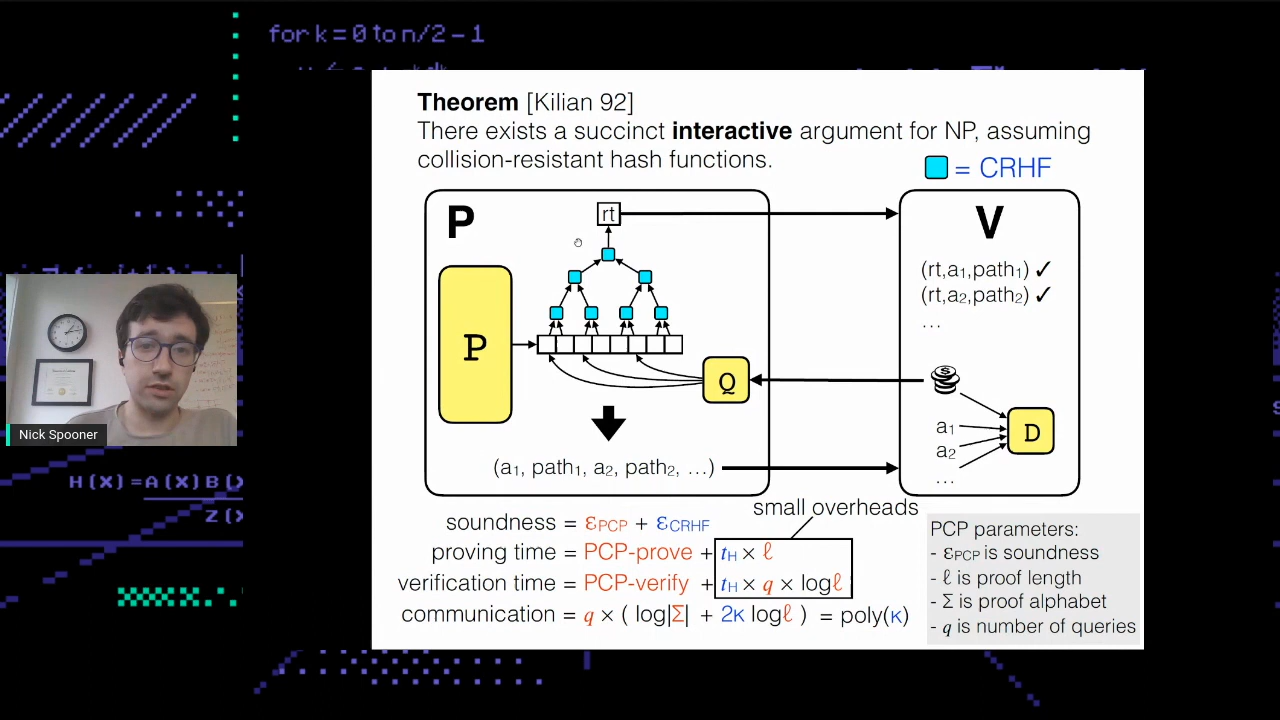 for k = 0 to n/2 - 1
Theorem [Kilian 92]
There exists a succinct interactive argument for NP, assuming
collision-resistant hash functions.
= CRHF
P
rt
V
(rt,a₁,path₁) ✓
(rt,a₂,path₂) ✓
...
P
Q
$
a₁
a₂
...
D
(a₁, path₁, a₂, path₂, ...)
Nick Spooner
H(X)=A(X)B(X
Z(X
small overheads
soundness = εPCP + εCRHF
proving time = PCP-prove + tH × ℓ
verification time = PCP-verify + tH × q × logℓ
communication = q × ( log|Σ| + 2κ logℓ ) = poly(κ)
PCP parameters:
- εPCP is soundness
- ℓ is proof length
- Σ is proof alphabet
- q is number of queries